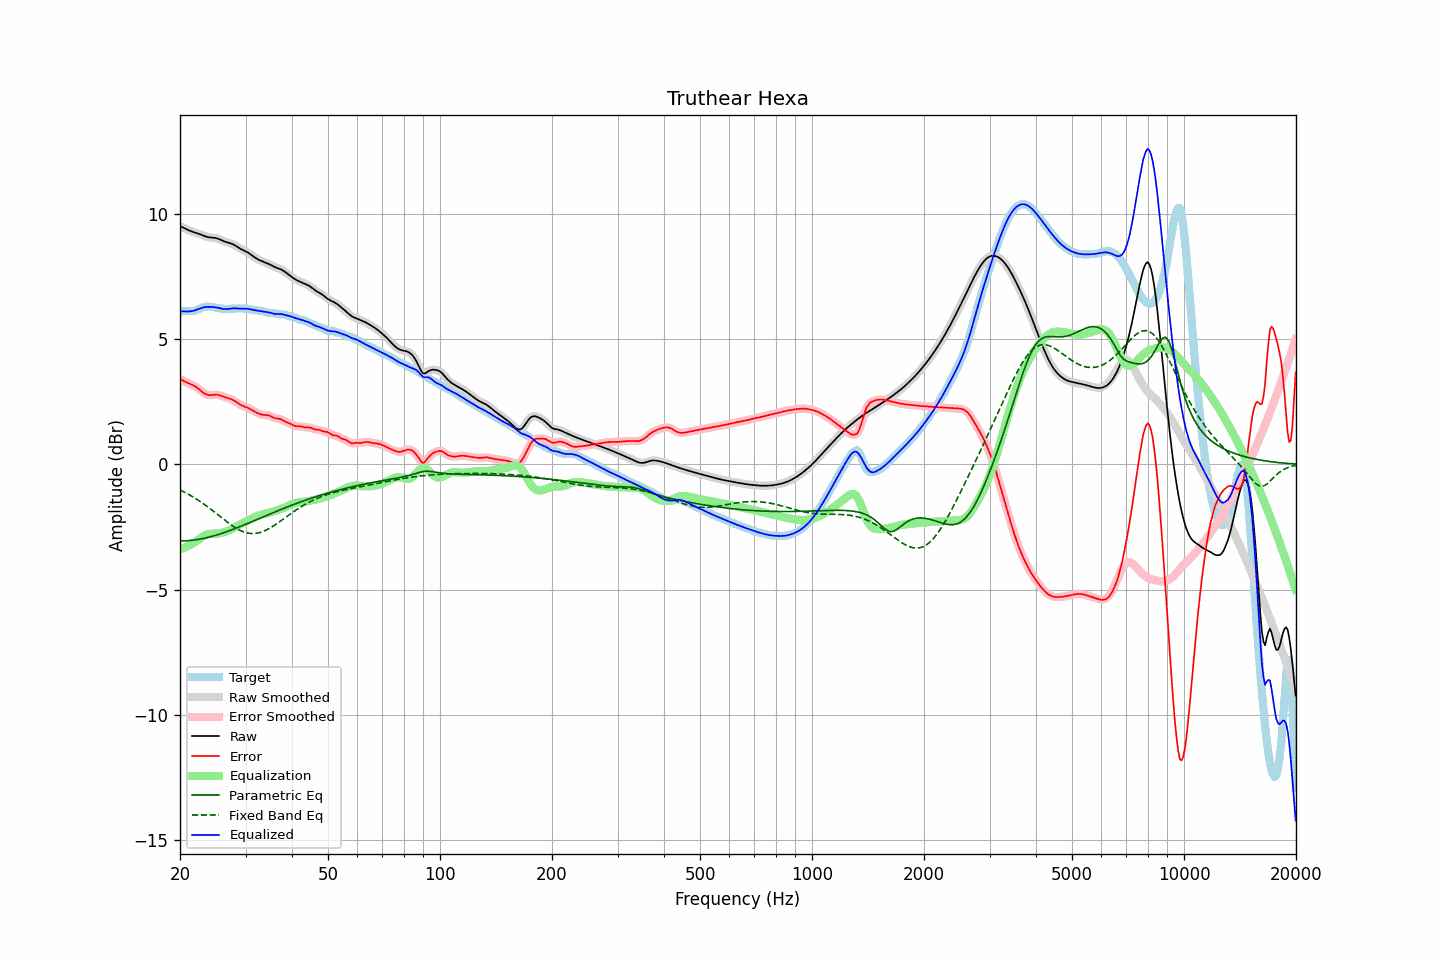 Truthear Hexa
Amplitude (dBr)
10
5
0
−5
−10
−15
Target
Raw Smoothed
Error Smoothed
Raw
Error
Equalization
Parametric Eq
Fixed Band Eq
Equalized
20
50
100
200
500
1000
2000
5000
10000
20000
Frequency (Hz)